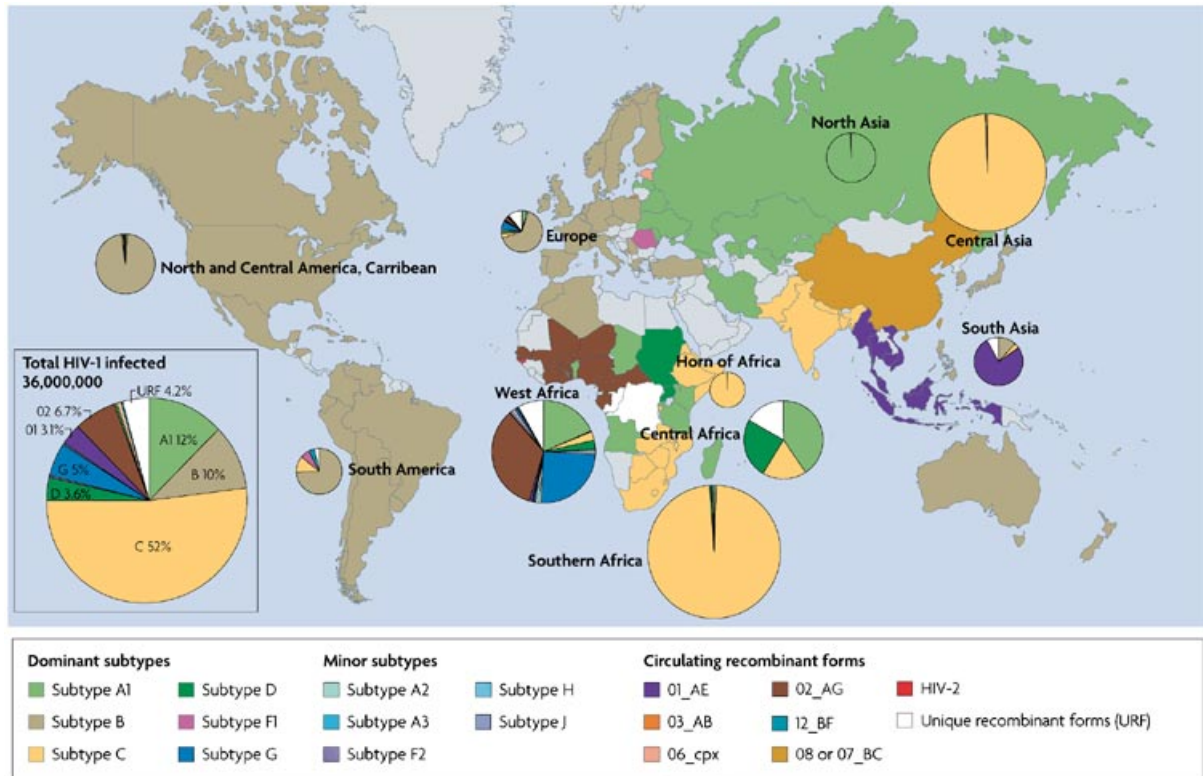 North Asia
Central Asia
Europe
North and Central America, Carribean
South Asia
Horn of Africa
West Africa
Central Africa
South America
Southern Africa
Total HIV-1 infected
36,000,000
URF 4.2%
02 6.7%
01 3.1%
A1 12%
B 10%
G 5%
D 3.6%
C 52%
Dominant subtypes
Subtype A1
Subtype B
Subtype C
Subtype D
Subtype F1
Subtype G
Minor subtypes
Subtype A2
Subtype A3
Subtype F2
Subtype H
Subtype J
Circulating recombinant forms
01_AE
03_AB
06_cpx
02_AG
12_BF
08 or 07_BC
HIV-2
Unique recombinant forms (URF)